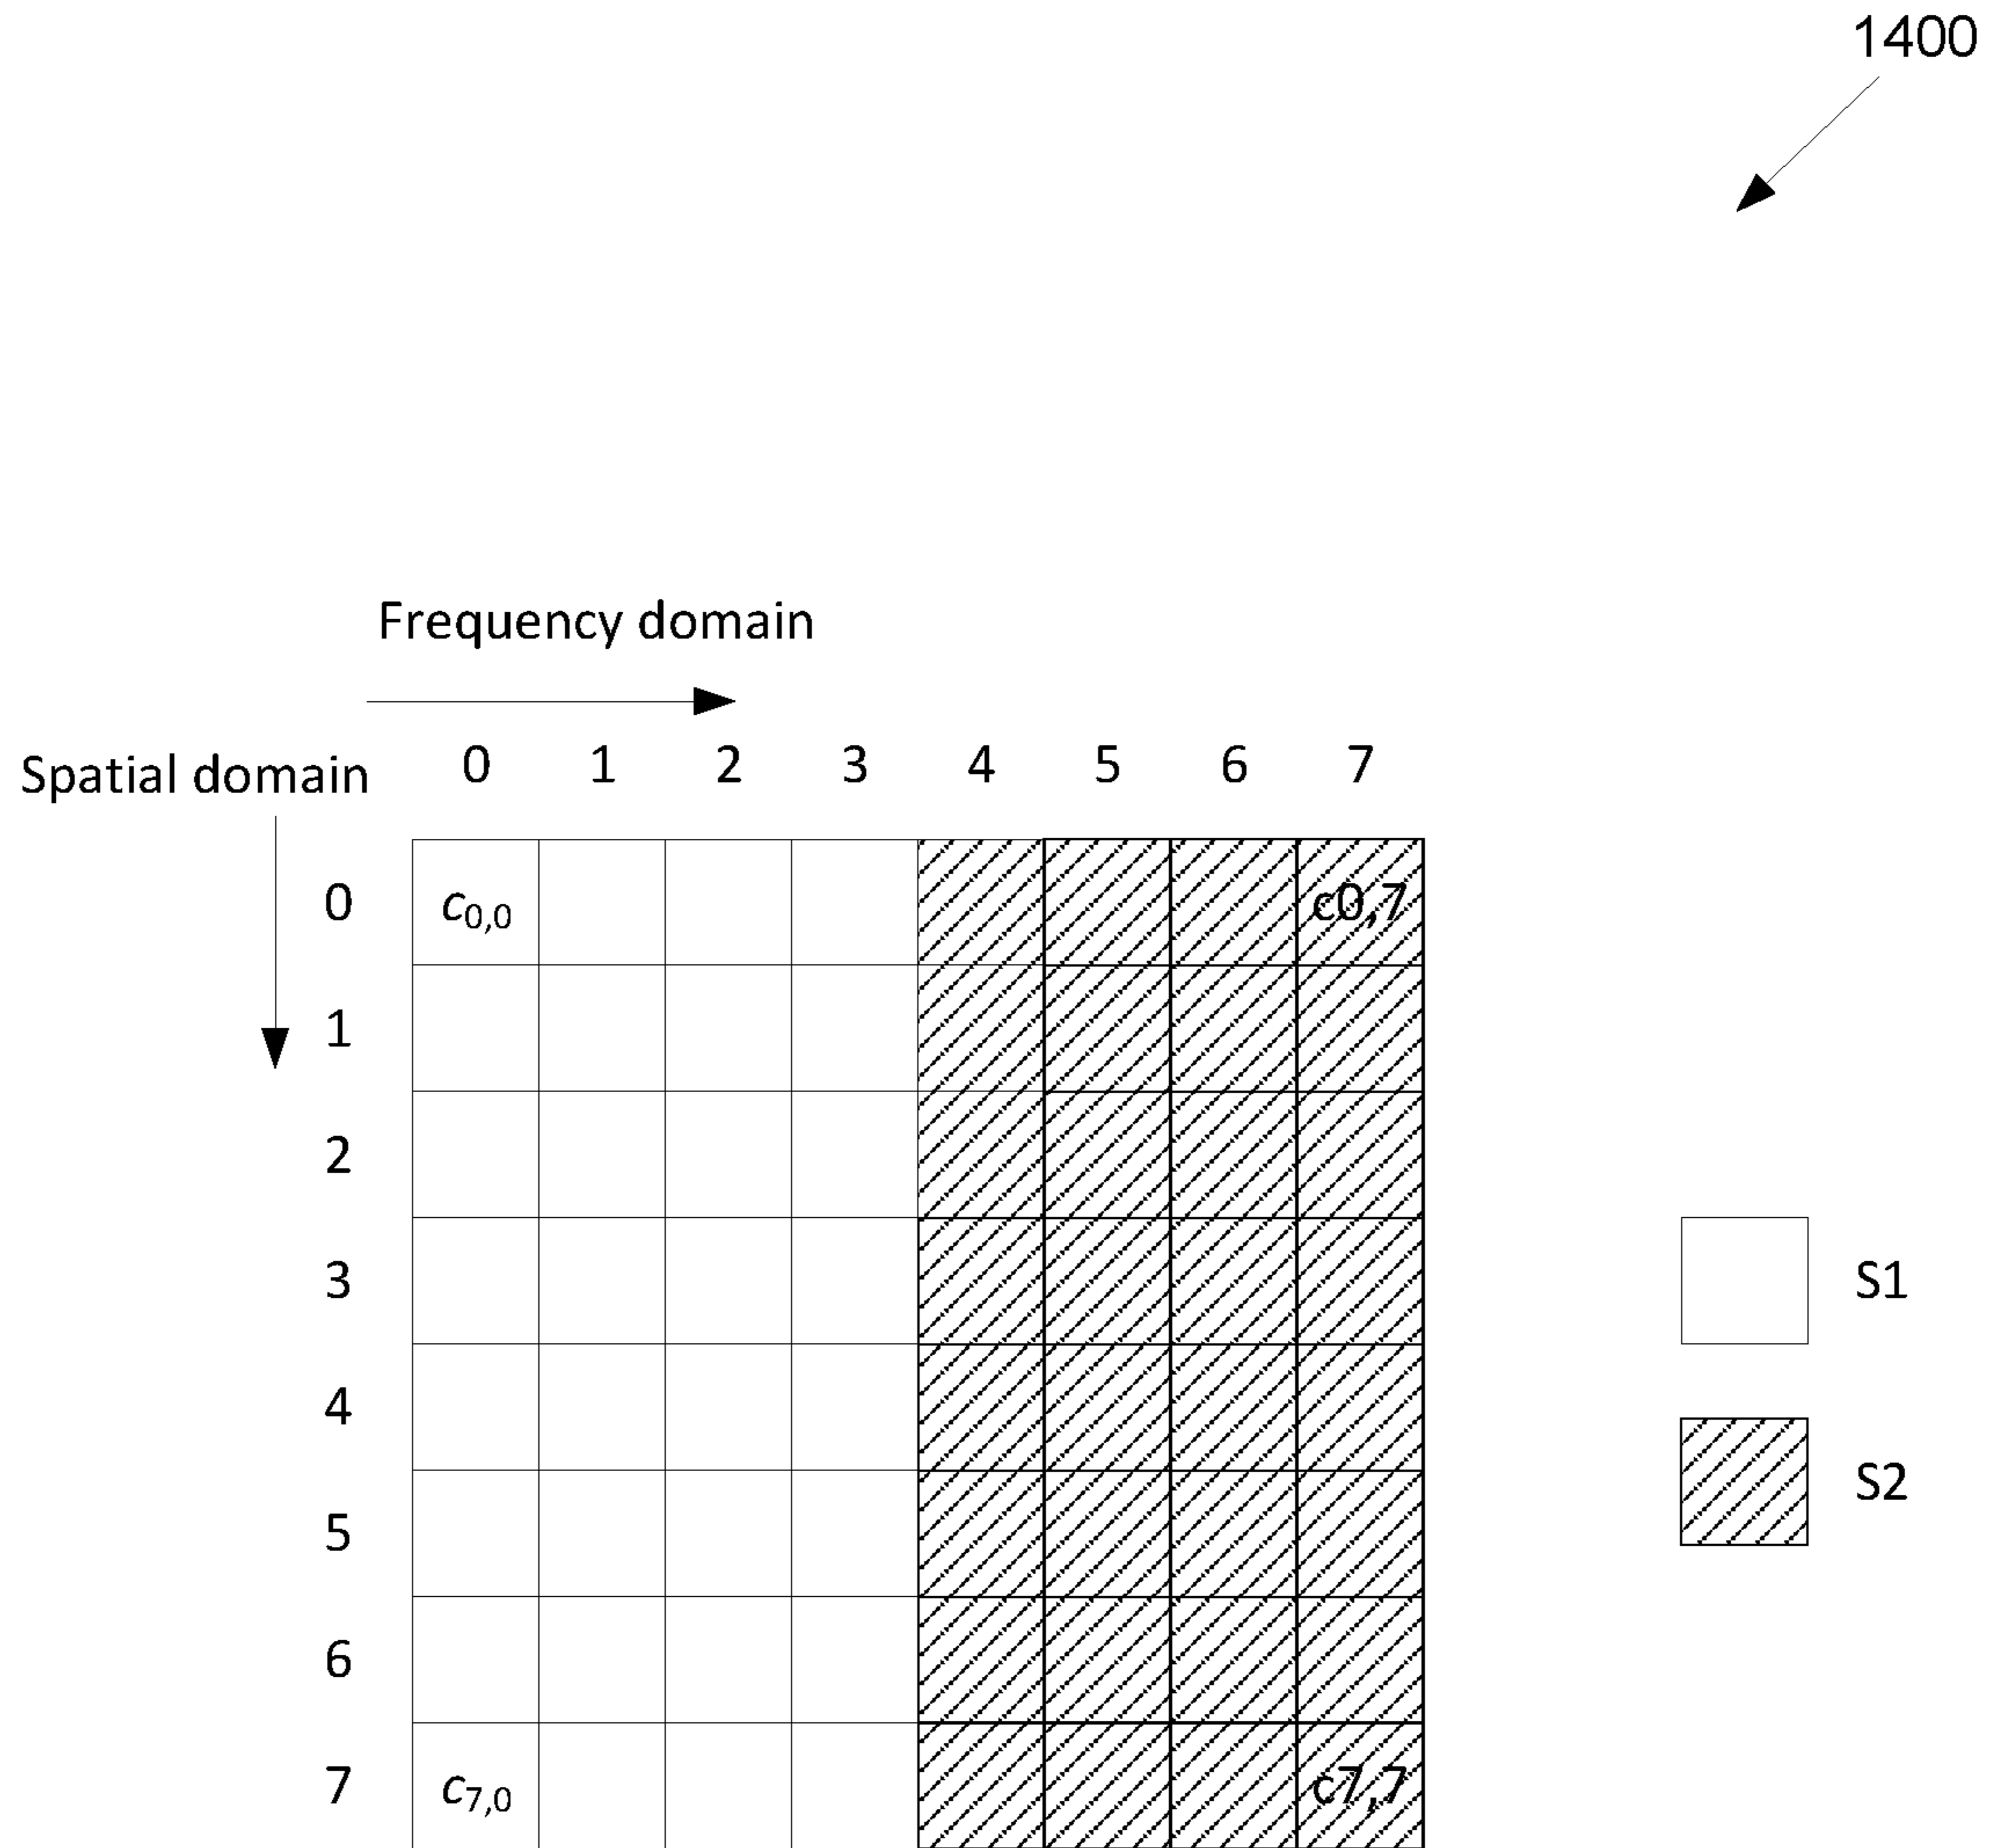 1400
Frequency domain
Spatial domain
0 1 2 3 4 5 6 7
0 c0,0 c0,7
1
2
3 S1
4
5 S2
6
7 c7,0 c7,7